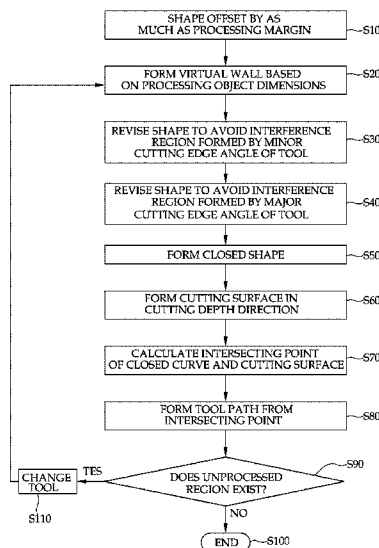 SHAPE OFFSET BY AS
MUCH AS PROCESSING MARGIN
S10
FORM VIRTUAL WALL BASED
ON PROCESSING OBJECT DIMENSIONS
S20
REVISE SHAPE TO AVOID INTERFERENCE
REGION FORMED BY MINOR
CUTTING EDGE ANGLE OF TOOL
S30
REVISE SHAPE TO AVOID INTERFERENCE
REGION FORMED BY MAJOR
CUTTING EDGE ANGLE OF TOOL
S40
FORM CLOSED SHAPE
S50
FORM CUTTING SURFACE IN
CUTTING DEPTH DIRECTION
S60
CALCULATE INTERSECTING POINT
OF CLOSED CURVE AND CUTTING SURFACE
S70
FORM TOOL PATH FROM
INTERSECTING POINT
S80
DOES UNPROCESSED
REGION EXIST?
S90
YES
CHANGE
TOOL
S110
NO
END
S100